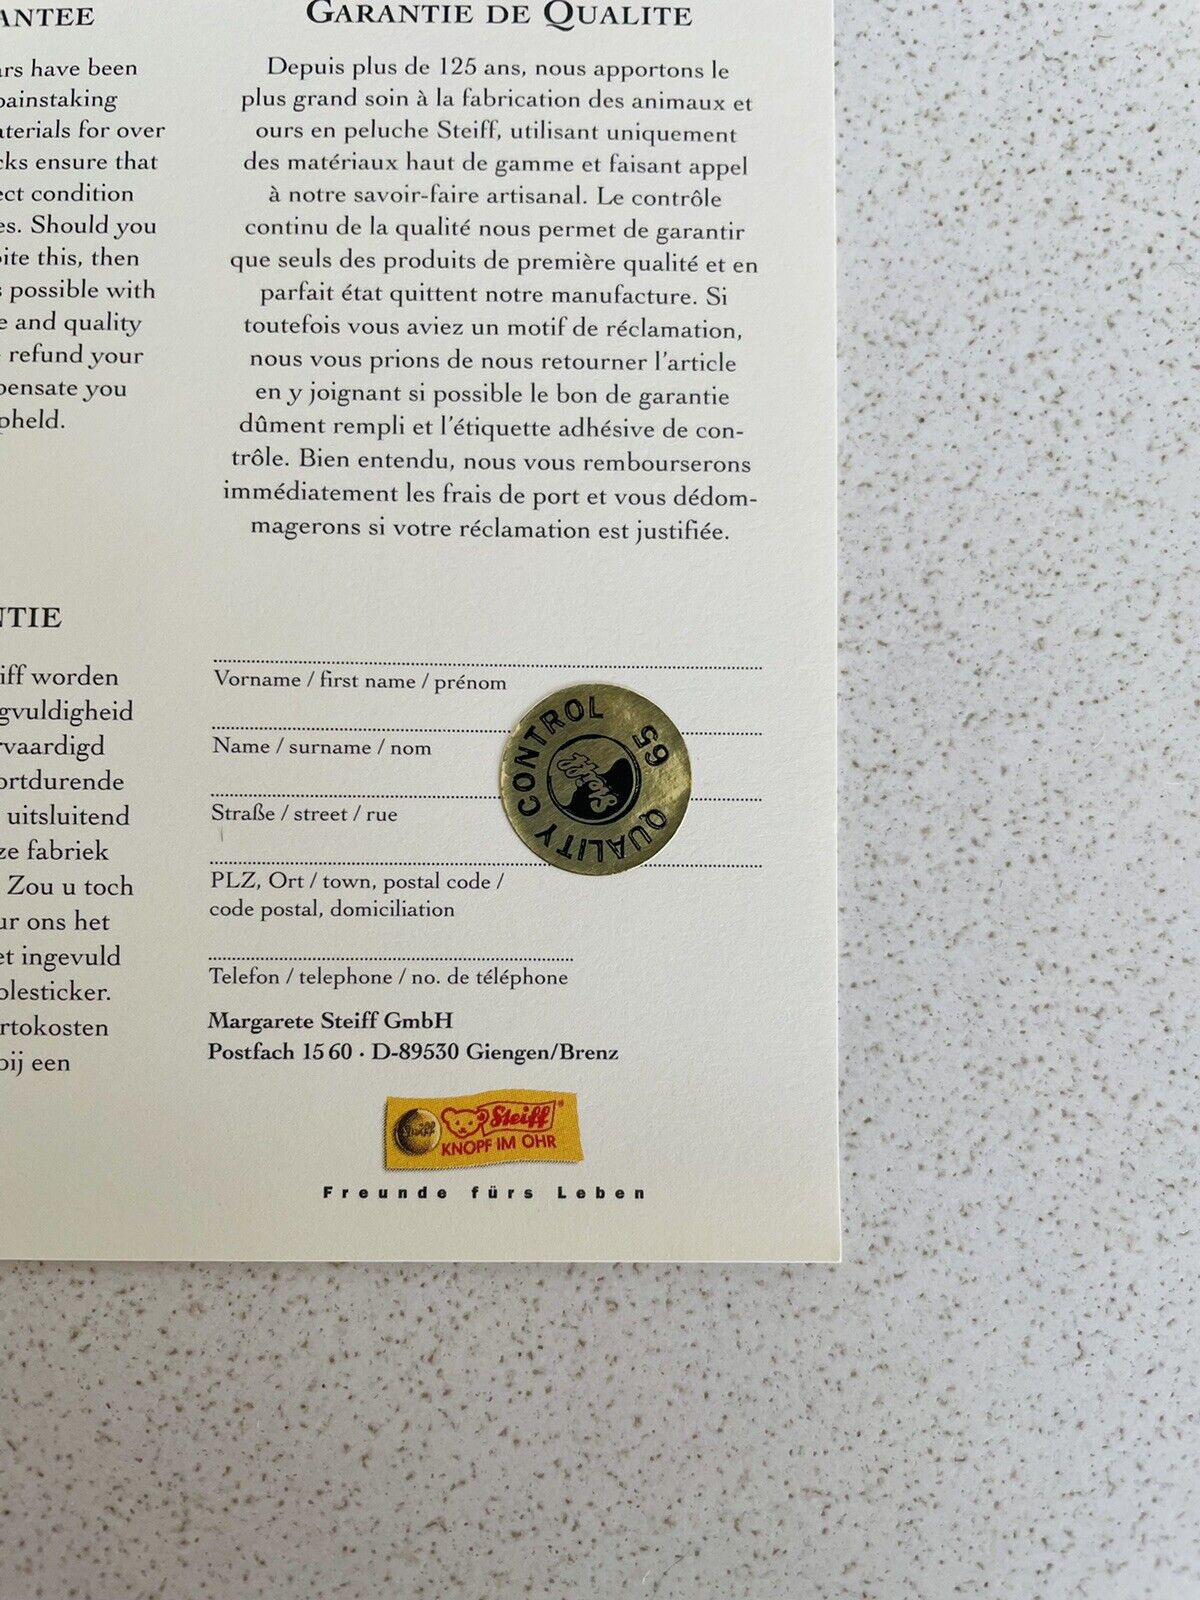 ANTEE
ars have been
painstaking
aterials for over
cks ensure that
ect condition
es. Should you
pite this, then
s possible with
e and quality
refund your
pensate you
pheld.
GARANTIE DE QUALITE
Depuis plus de 125 ans, nous apportons le
plus grand soin à la fabrication des animaux et
ours en peluche Steiff, utilisant uniquement
des matériaux haut de gamme et faisant appel
à notre savoir-faire artisanal. Le contrôle
continu de la qualité nous permet de garantir
que seuls des produits de première qualité et en
parfait état quittent notre manufacture. Si
toutefois vous aviez un motif de réclamation,
nous vous prions de nous retourner l'article
en y joignant si possible le bon de garantie
dûment rempli et l'étiquette adhésive de con-
trôle. Bien entendu, nous vous rembourserons
immédiatement les frais de port et vous dédom-
magerons si votre réclamation est justifiée.
NTIE
iff worden
gvuldigheid
rvaardigd
ortdurende
uitsluitend
ze fabriek
Zou u toch
ur ons het
et ingevuld
olesticker.
rtokosten
bij een
Vorname / first name / prénom
Name / surname / nom
Straße / street / rue
PLZ, Ort / town, postal code /
code postal, domiciliation
Telefon / telephone / no. de téléphone
QUALITY CONTROL 65
Steiff
Margarete Steiff GmbH
Postfach 15 60 · D-89530 Giengen/Brenz
Steiff
Steiff®
KNOPF IM OHR
Freunde fürs Leben